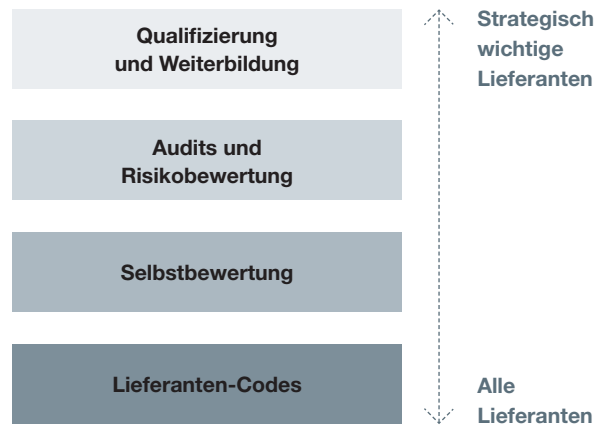 Qualifizierung
und Weiterbildung
Strategisch
wichtige
Lieferanten
Audits und
Risikobewertung
Selbstbewertung
Lieferanten-Codes
Alle
Lieferanten